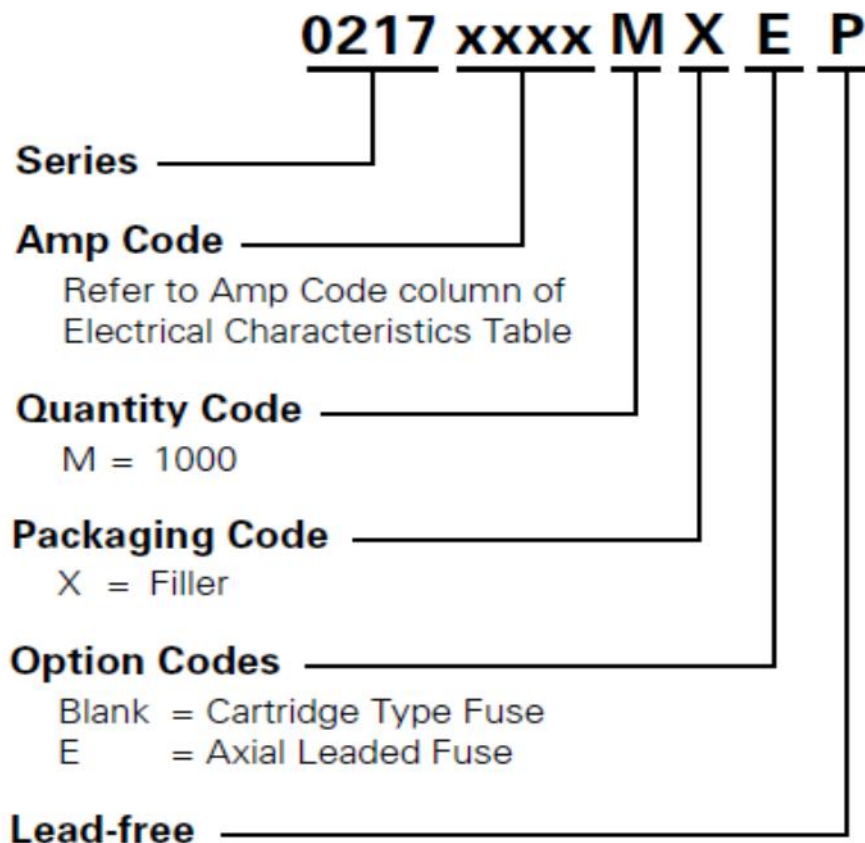 0217 xxxx M X E P
Series
Amp Code
Refer to Amp Code column of
Electrical Characteristics Table
Quantity Code
M = 1000
Packaging Code
X = Filler
Option Codes
Blank = Cartridge Type Fuse
E = Axial Leaded Fuse
Lead-free